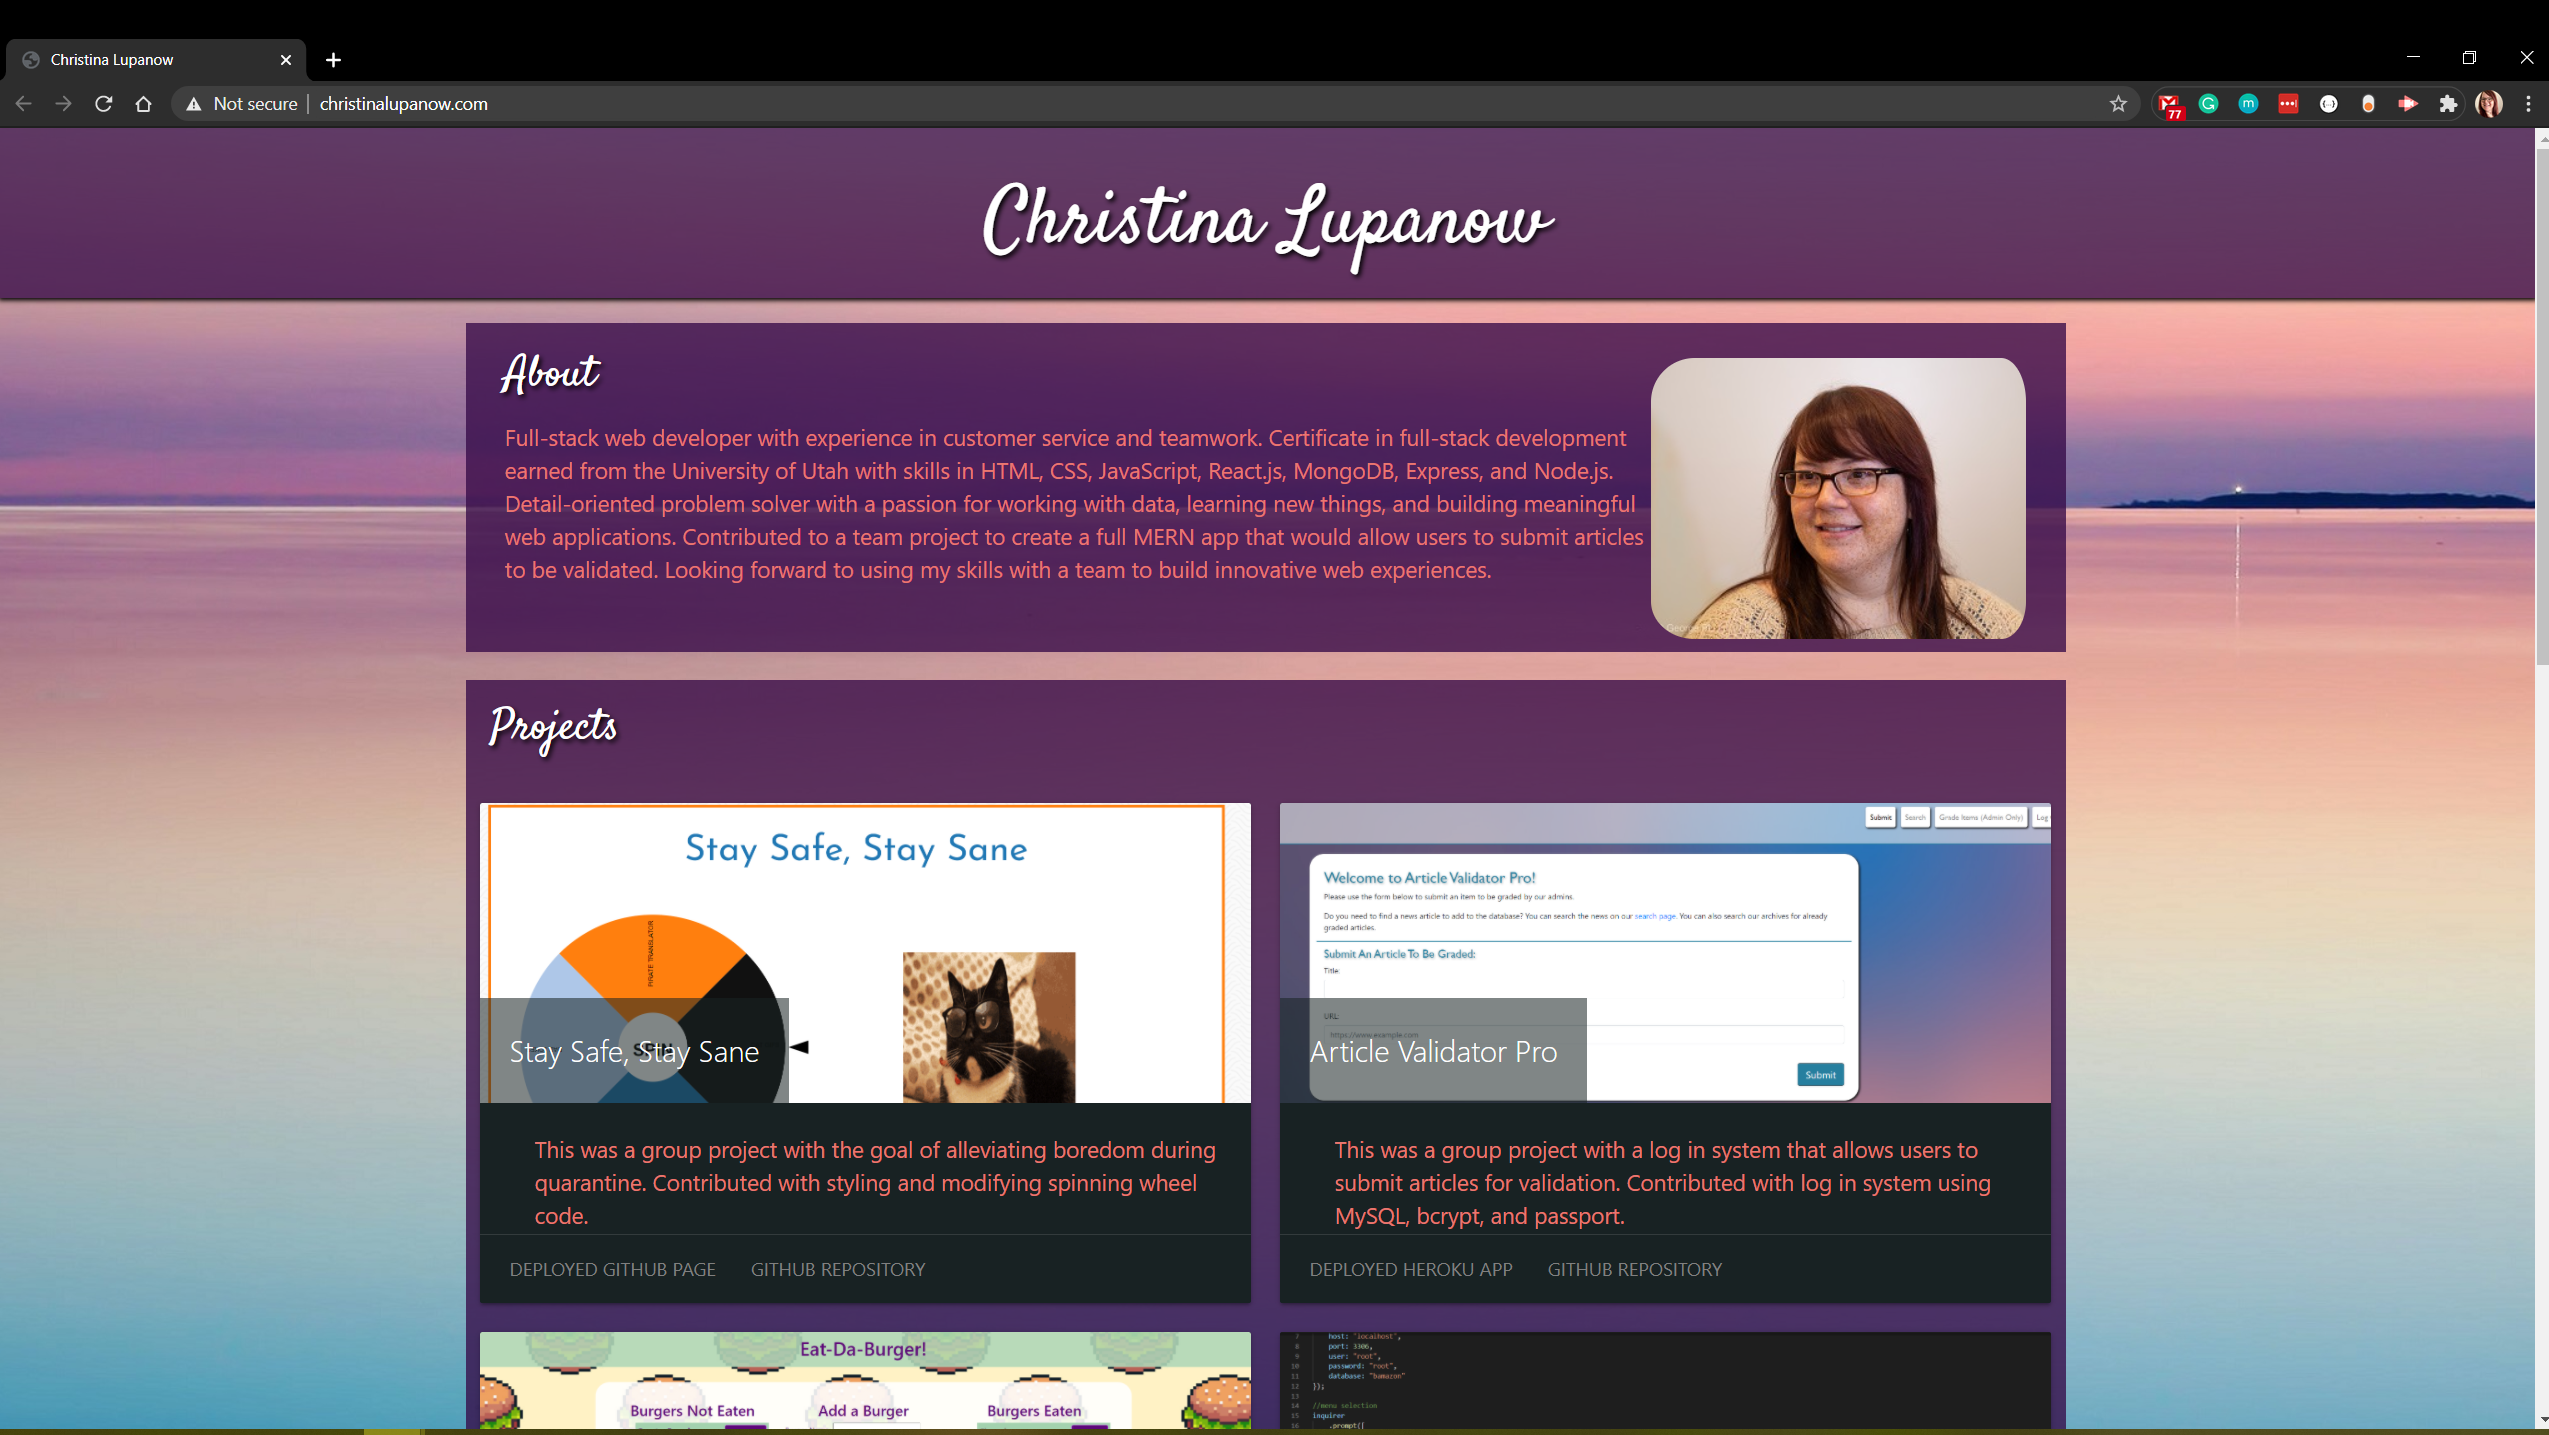 Christina Lupanow
Not secure | christinalupanow.com
77
Christina Lupanow
About
Full-stack web developer with experience in customer service and teamwork. Certificate in full-stack development
earned from the University of Utah with skills in HTML, CSS, JavaScript, React.js, MongoDB, Express, and Node.js.
Detail-oriented problem solver with a passion for working with data, learning new things, and building meaningful
web applications. Contributed to a team project to create a full MERN app that would allow users to submit articles
to be validated. Looking forward to using my skills with a team to build innovative web experiences.
Projects
Stay Safe, Stay Sane
PIRATE TRANSLATOR
SPIN
Stay Safe, Stay Sane
This was a group project with the goal of alleviating boredom during
quarantine. Contributed with styling and modifying spinning wheel
code.
DEPLOYED GITHUB PAGE GITHUB REPOSITORY
Submit Search Grade Items (Admin Only) Log
Welcome to Article Validator Pro!
Please use the form below to submit an item to be graded by our admins.
Do you need to find a news article to add to the database? You can search the news on our search page. You can also search our archives for already
graded articles.
Submit An Article To Be Graded:
Title:
URL:
https://www.example.com
Submit
Article Validator Pro
This was a group project with a log in system that allows users to
submit articles for validation. Contributed with log in system using
MySQL, bcrypt, and passport.
DEPLOYED HEROKU APP GITHUB REPOSITORY
Eat-Da-Burger!
Burgers Not Eaten Add a Burger Burgers Eaten
7 host: "localhost",
8 port: 3306,
9 user: "root",
10 password: "root",
11 database: "bamazon"
12 });
13
14 //menu selection
15 inquirer
16 .prompt([